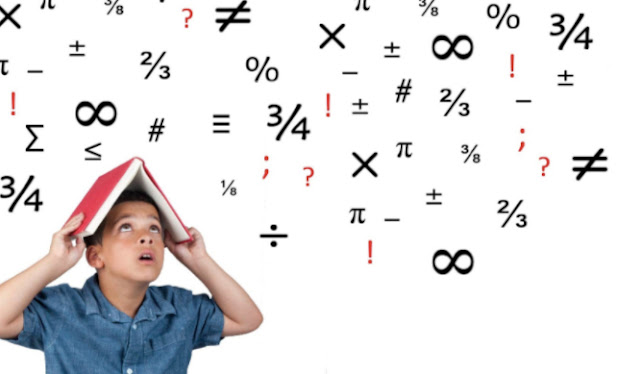 × π ⅜ ? ≠ π ⅜ % ¾
± ⅔ % × ± ∞ ! ±
π − − # ⅔ −
! ∞ # ≡ ¾ ! ± ;
∑ ≤ × π ⅜ ? ≠
¾ ⅛ ; ? ± ⅔
÷ π −
! ∞